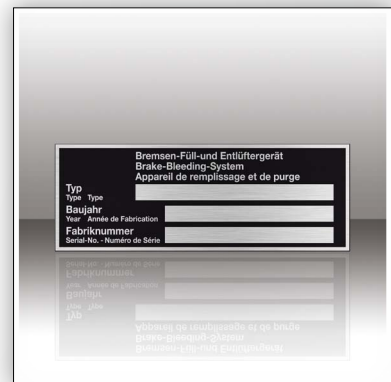 Bremsen-Füll-und Entlüftergerät
Brake-Bleeding-System
Appareil de remplissage et de purge
Typ
Type Type
Baujahr
Year Année de Fabrication
Fabriknummer
Serial-No. - Numéro de Série